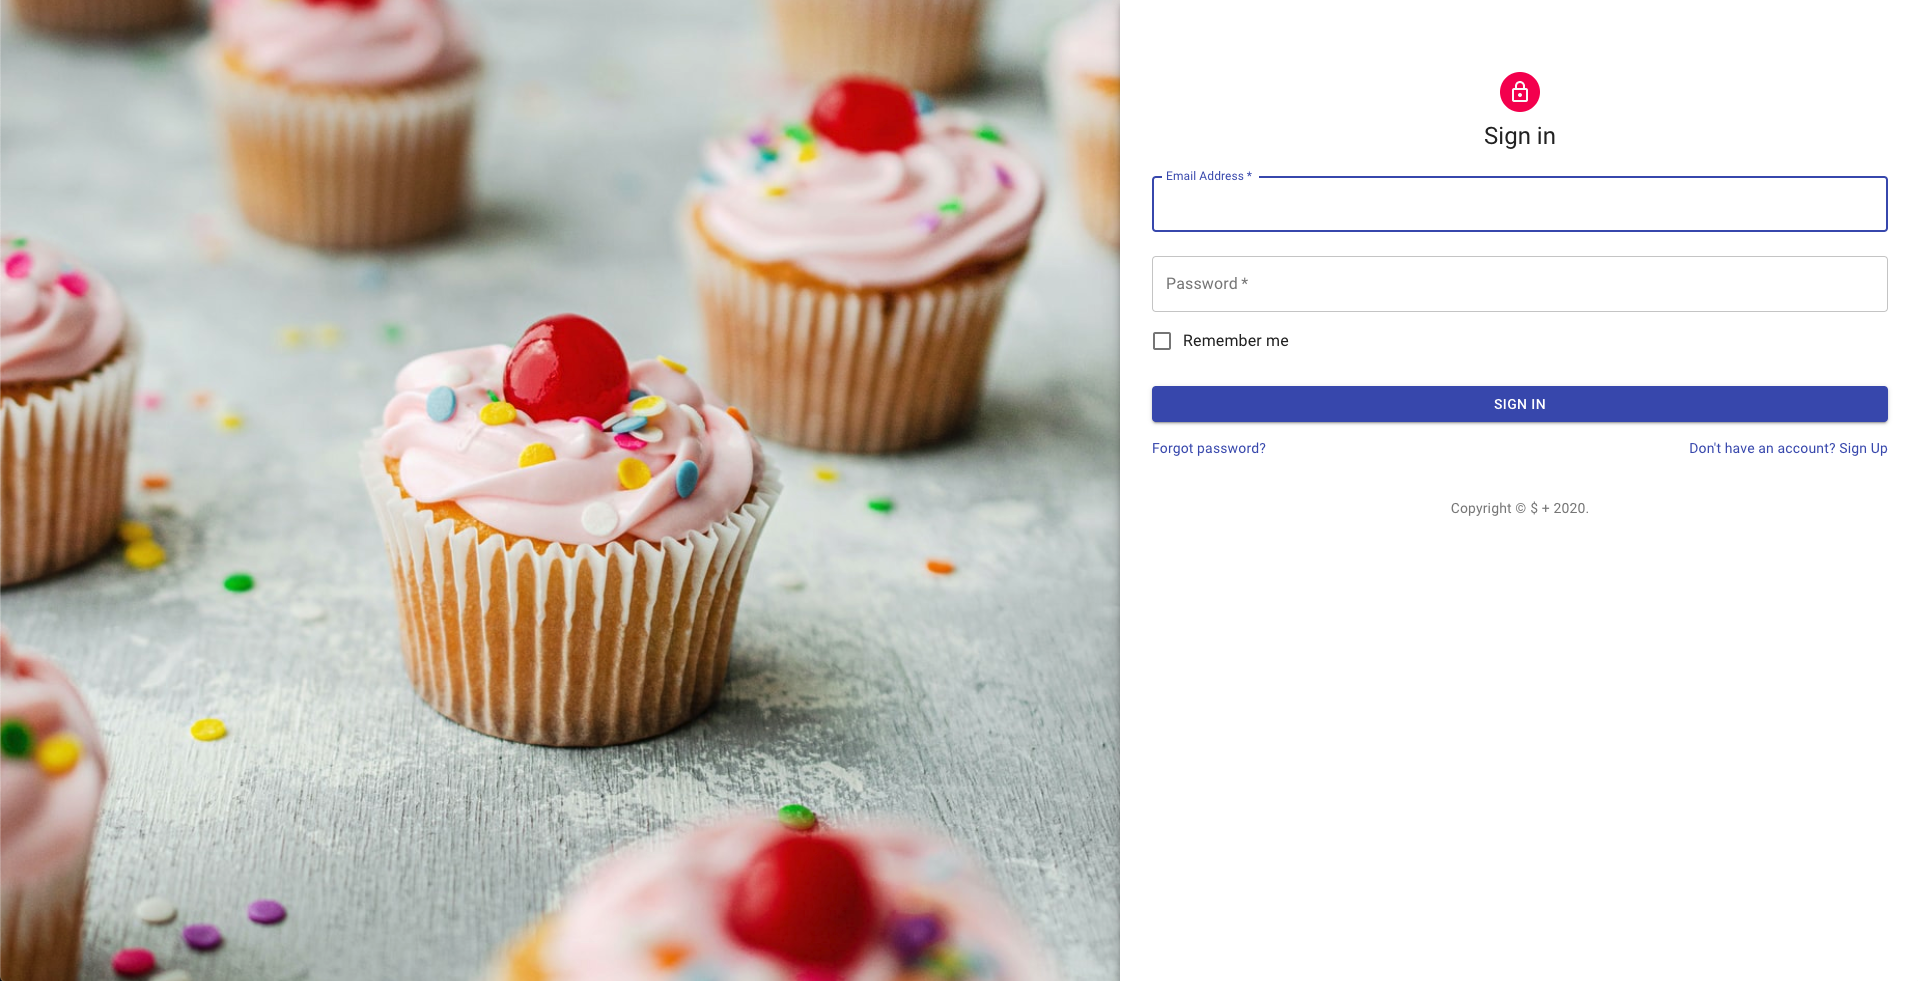 Sign in
Email Address *
Password *
Remember me
SIGN IN
Forgot password?
Don't have an account? Sign Up
Copyright © $ + 2020.